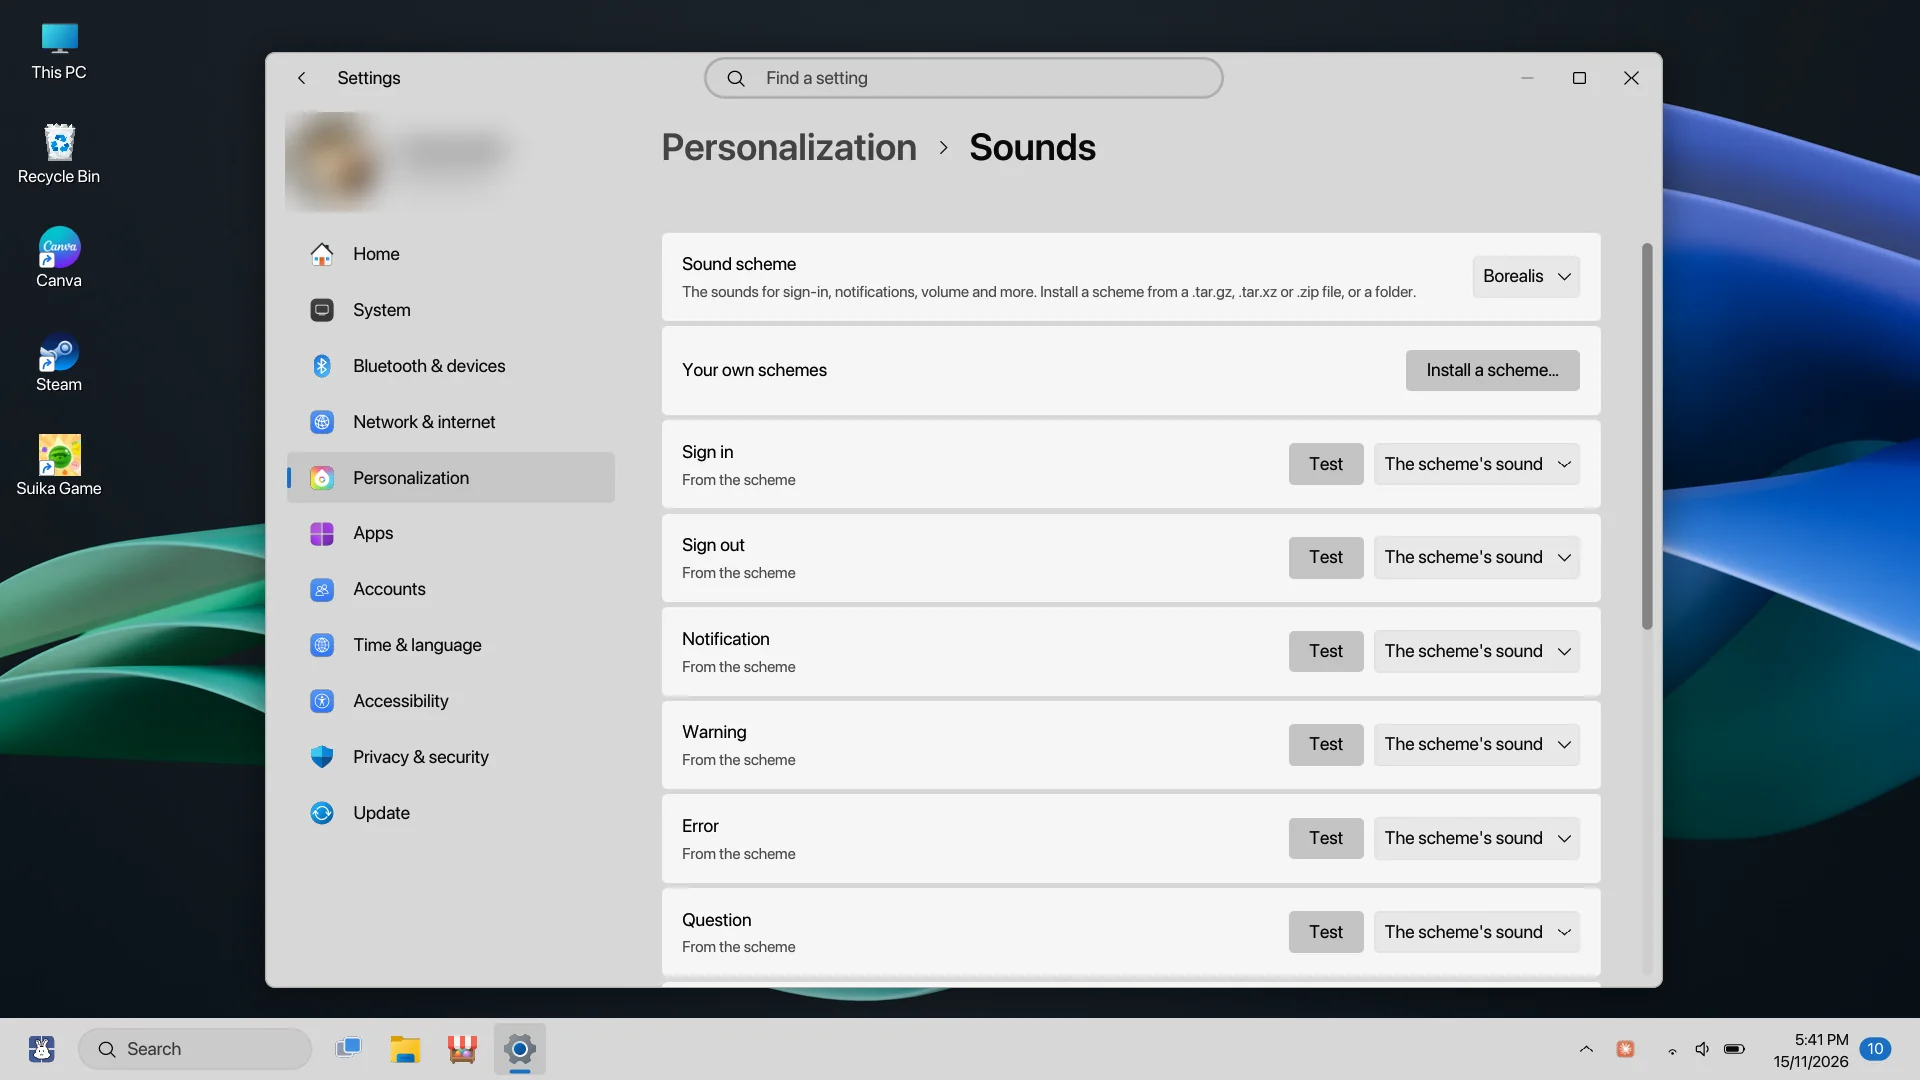 This PC
Recycle Bin
Canva
Canva
Steam
Suika Game
Settings
Find a setting
Home
System
Bluetooth & devices
Network & internet
Personalization
Apps
Accounts
Time & language
Accessibility
Privacy & security
Update
Personalization > Sounds
Sound scheme
The sounds for sign-in, notifications, volume and more. Install a scheme from a .tar.gz, .tar.xz or .zip file, or a folder.
Borealis
Your own schemes
Install a scheme...
Sign in
From the scheme
Test
The scheme's sound
Sign out
From the scheme
Test
The scheme's sound
Notification
From the scheme
Test
The scheme's sound
Warning
From the scheme
Test
The scheme's sound
Error
From the scheme
Test
The scheme's sound
Question
From the scheme
Test
The scheme's sound
Search
5:41 PM
15/11/2026
10